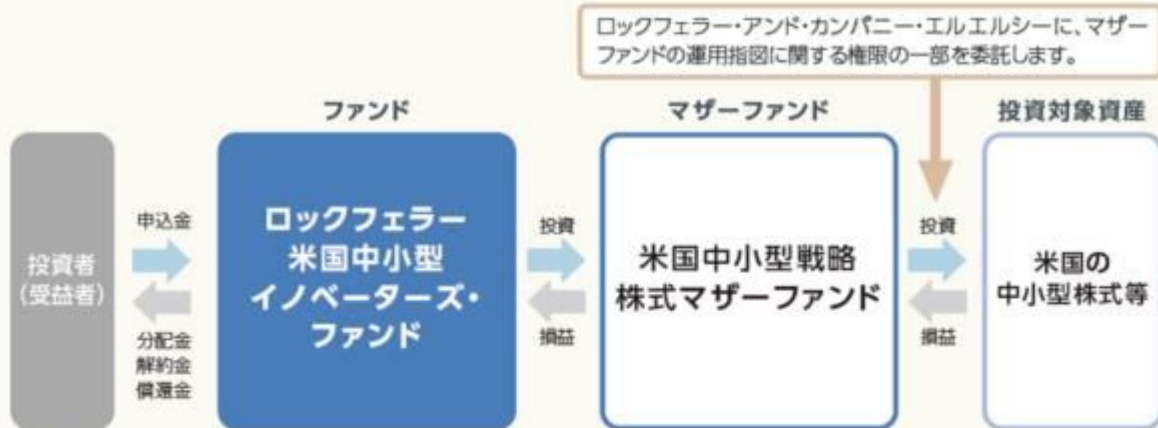 ロックフェラー・アンド・カンパニー・エルエルシーに、マザー
ファンドの運用指図に関する権限の一部を委託します。
ファンド
マザーファンド
投資対象資産
投資者
(受益者)
申込金
分配金
解約金
償還金
ロックフェラー
米国中小型
イノベーターズ・
ファンド
投資
損益
米国中小型戦略
株式マザーファンド
投資
損益
米国の
中小型株式等